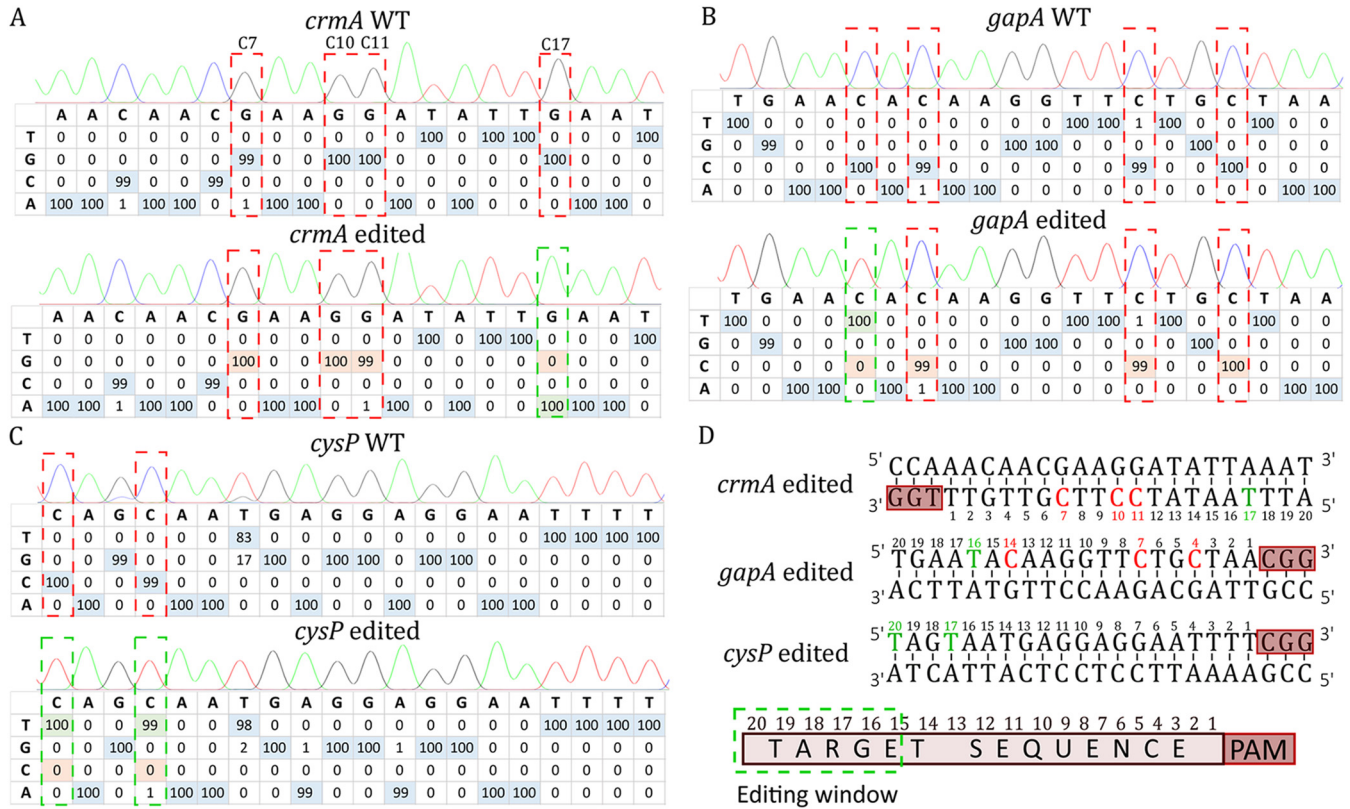 A
crmA WT
C7 C10 C11 C17
A A C A A C G A A G G A T A T T G A A T
T 0 0 0 0 0 0 0 0 0 0 0 0 100 0 100 100 0 0 0 100
G 0 0 0 0 0 0 99 0 0 100 100 0 0 0 0 0 100 0 0 0
C 0 0 99 0 0 99 0 0 0 0 0 0 0 0 0 0 0 0 0 0
A 100 100 1 100 100 0 1 100 100 0 0 100 0 100 0 0 0 100 100 0
crmA edited
A A C A A C G A A G G A T A T T G A A T
T 0 0 0 0 0 0 0 0 0 0 0 0 100 0 100 100 0 0 0 100
G 0 0 0 0 0 0 100 0 0 100 99 0 0 0 0 0 0 0 0 0
C 0 0 99 0 0 99 0 0 0 0 0 0 0 0 0 0 0 0 0 0
A 100 100 1 100 100 0 0 100 100 0 1 100 0 100 0 0 100 100 100 0
B
gapA WT
T G A A C A C A A G G T T C T G C T A A
T 100 0 0 0 0 0 0 0 0 0 0 100 100 1 100 0 0 100 0 0
G 0 99 0 0 0 0 0 0 0 100 100 0 0 0 0 100 0 0 0 0
C 0 0 0 0 100 0 99 0 0 0 0 0 0 99 0 0 100 0 0 0
A 0 0 100 100 0 100 1 100 100 0 0 0 0 0 0 0 0 0 100 100
gapA edited
T G A A C A C A A G G T T C T G C T A A
T 100 0 0 0 100 0 0 0 0 0 0 100 100 1 100 0 0 100 0 0
G 0 99 0 0 0 0 0 0 0 100 100 0 0 0 0 100 0 0 0 0
C 0 0 0 0 0 0 99 0 0 0 0 0 0 99 0 0 100 0 0 0
A 0 0 100 100 0 100 1 100 100 0 0 0 0 0 0 0 0 0 100 100
C
cysP WT
C A G C A A T G A G G A G G A A T T T T
T 0 0 0 0 0 0 83 0 0 0 0 0 0 0 0 0 100 100 100 100
G 0 0 99 0 0 0 17 100 0 100 100 0 100 100 0 0 0 0 0 0
C 100 0 0 99 0 0 0 0 0 0 0 0 0 0 0 0 0 0 0 0
A 0 100 0 0 100 100 0 0 100 0 0 100 0 0 100 100 0 0 0 0
cysP edited
C A G C A A T G A G G A G G A A T T T T
T 100 0 0 99 0 0 98 0 0 0 0 0 0 0 0 0 100 100 100 100
G 0 0 100 0 0 0 2 100 1 100 100 1 100 100 0 0 0 0 0 0
C 0 0 0 0 0 0 0 0 0 0 0 0 0 0 0 0 0 0 0 0
A 0 100 0 1 100 100 0 0 99 0 0 99 0 0 100 100 0 0 0 0
D
crmA edited
5' CCAAACAACGAAGGATATTAAAT 3'
3' GGTTTGTTGCTTCCTATAATTTA 5'
1 2 3 4 5 6 7 8 9 10 11 12 13 14 15 16 17 18 19 20
gapA edited
20 19 18 17 16 15 14 13 12 11 10 9 8 7 6 5 4 3 2 1
5' TGAATACAAGGTTCTGCTAACGG 3'
3' ACTTATGTTCCAAGACGATTGCC 5'
cysP edited
20 19 18 17 16 15 14 13 12 11 10 9 8 7 6 5 4 3 2 1
5' TAGTAATGAGGAGGAATTTTCGG 3'
3' ATCATTACTCCTCCTTAAAAGCC 5'
20 19 18 17 16 15 14 13 12 11 10 9 8 7 6 5 4 3 2 1
TARGET SEQUENCE PAM
Editing window